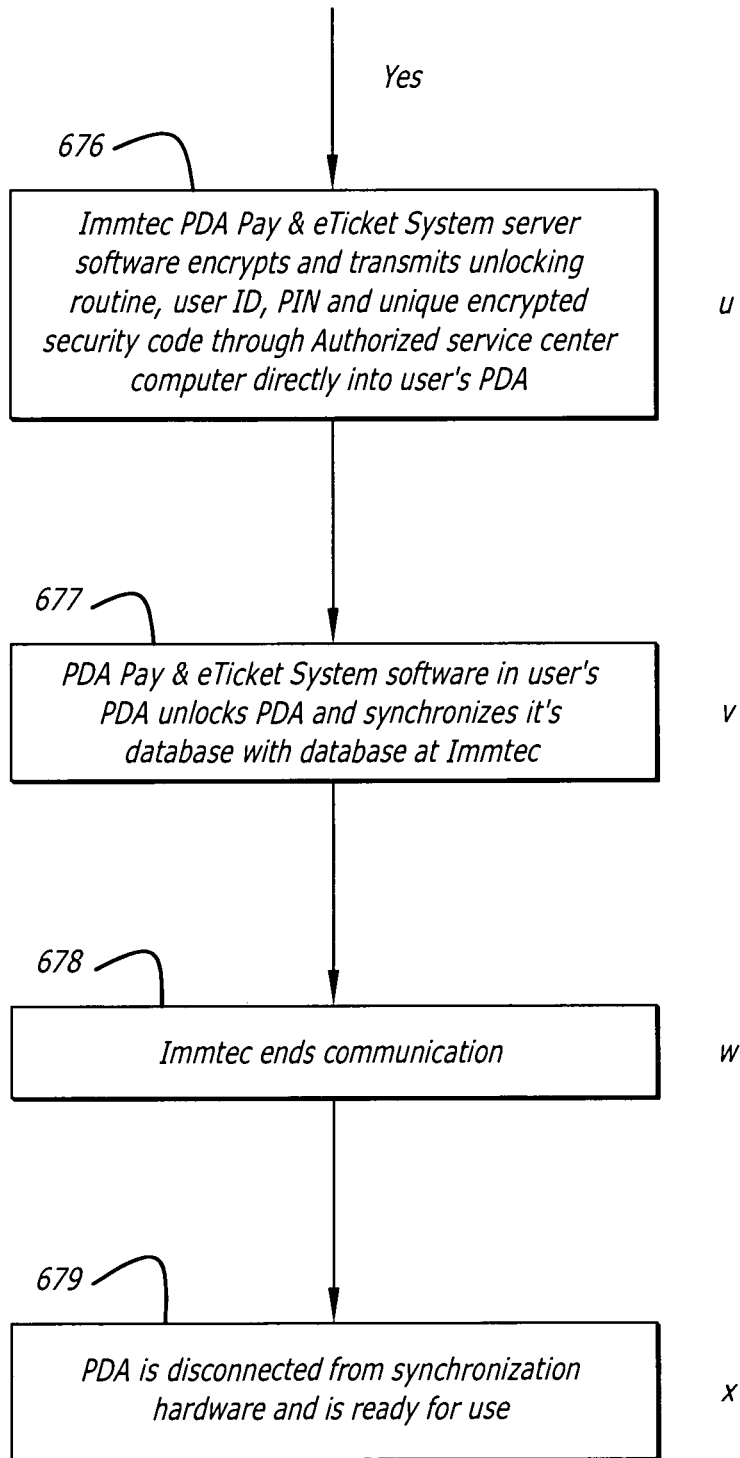 Yes
676
Immtec PDA Pay & eTicket System server
software encrypts and transmits unlocking
routine, user ID, PIN and unique encrypted
security code through Authorized service center
computer directly into user's PDA
u
677
PDA Pay & eTicket System software in user's
PDA unlocks PDA and synchronizes it's
database with database at Immtec
v
678
Immtec ends communication
w
679
PDA is disconnected from synchronization
hardware and is ready for use
x